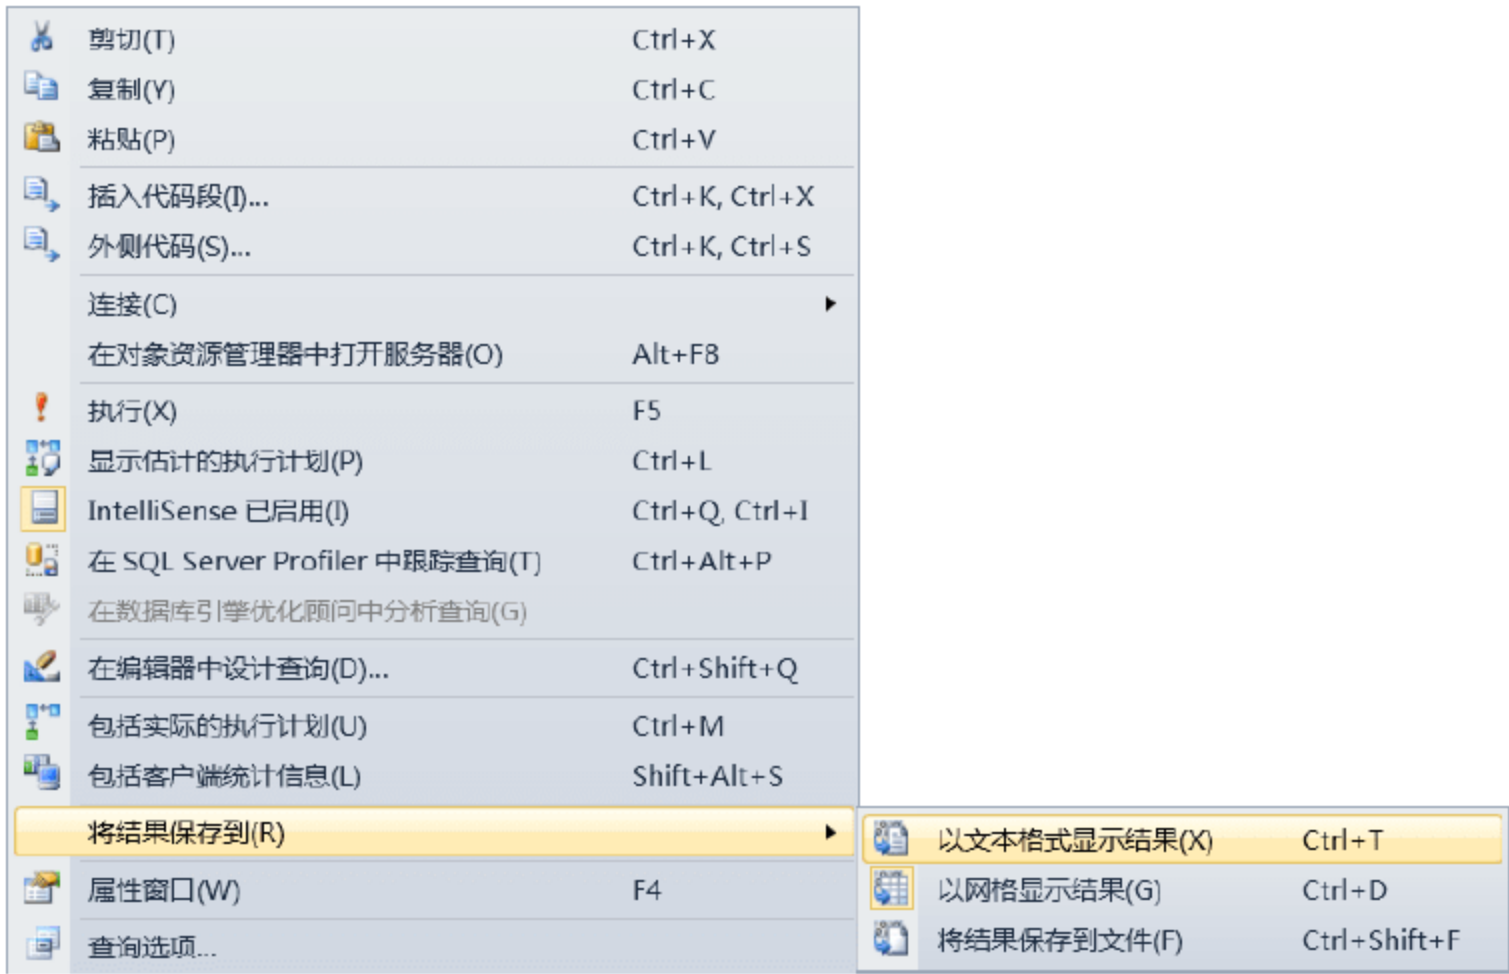 剪切(T) Ctrl+X
复制(Y) Ctrl+C
粘贴(P) Ctrl+V
插入代码段(I)... Ctrl+K, Ctrl+X
外侧代码(S)... Ctrl+K, Ctrl+S
连接(C)
在对象资源管理器中打开服务器(O) Alt+F8
执行(X) F5
显示估计的执行计划(P) Ctrl+L
IntelliSense 已启用(I) Ctrl+Q, Ctrl+I
在 SQL Server Profiler 中跟踪查询(T) Ctrl+Alt+P
在数据库引擎优化顾问中分析查询(G)
在编辑器中设计查询(D)... Ctrl+Shift+Q
包括实际的执行计划(U) Ctrl+M
包括客户端统计信息(L) Shift+Alt+S
将结果保存到(R)
以文本格式显示结果(X) Ctrl+T
以网格显示结果(G) Ctrl+D
将结果保存到文件(F) Ctrl+Shift+F
属性窗口(W) F4
查询选项...